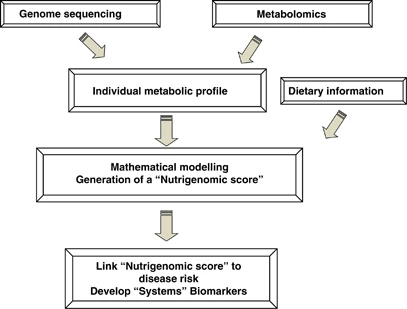 Genome sequencing
Metabolomics
Individual metabolic profile
Dietary information
Mathematical modelling
Generation of a “Nutrigenomic score”
Link “Nutrigenomic score” to
disease risk
Develop “Systems” Biomarkers